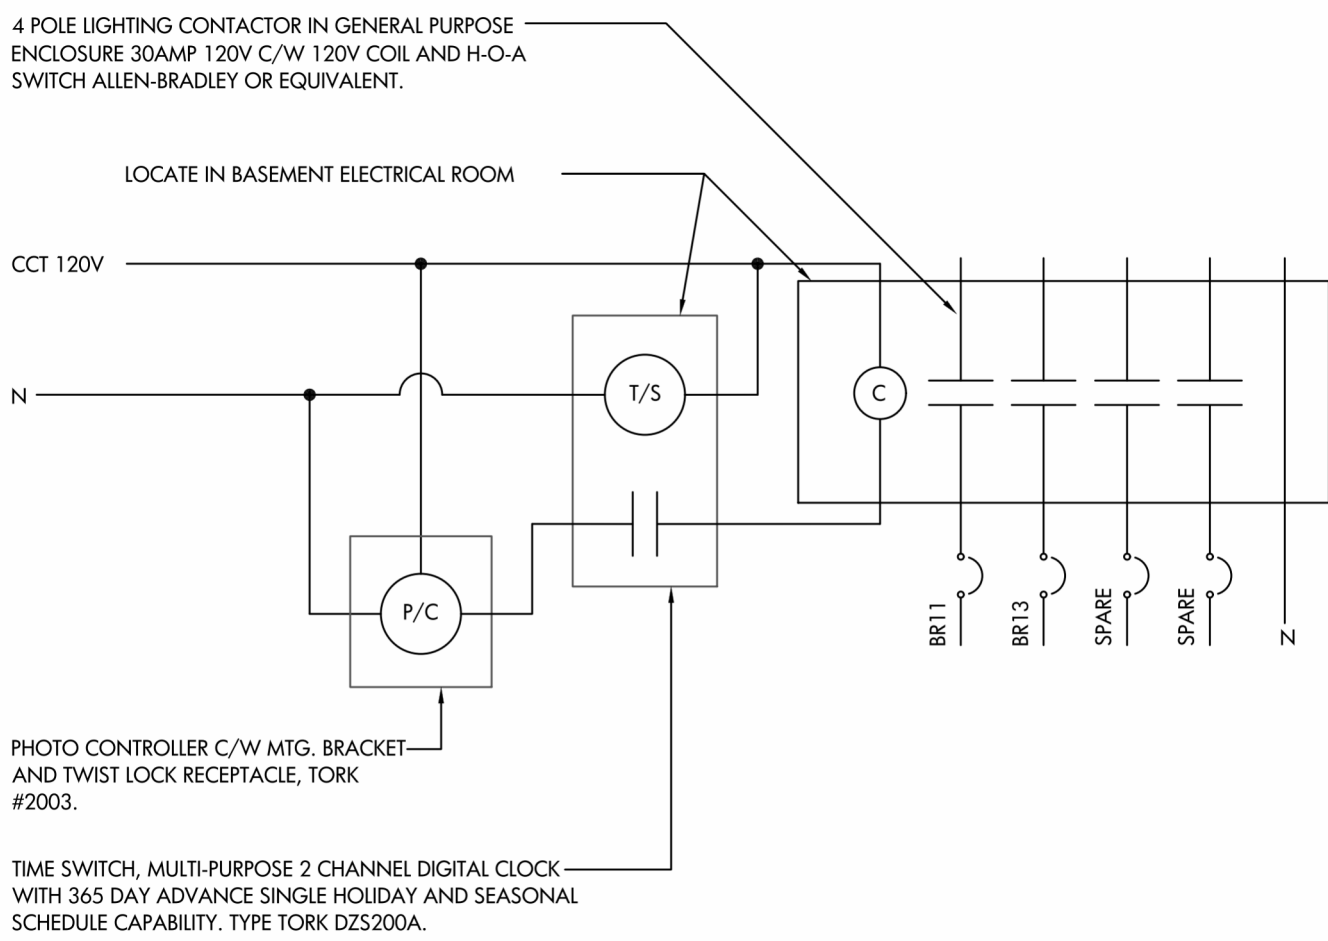 4 POLE LIGHTING CONTACTOR IN GENERAL PURPOSE
ENCLOSURE 30AMP 120V C/W 120V COIL AND H-O-A
SWITCH ALLEN-BRADLEY OR EQUIVALENT.
LOCATE IN BASEMENT ELECTRICAL ROOM
CCT 120V
N
T/S
C
P/C
BR11
BR13
SPARE
SPARE
N
PHOTO CONTROLLER C/W MTG. BRACKET
AND TWIST LOCK RECEPTACLE, TORK
#2003.
TIME SWITCH, MULTI-PURPOSE 2 CHANNEL DIGITAL CLOCK
WITH 365 DAY ADVANCE SINGLE HOLIDAY AND SEASONAL
SCHEDULE CAPABILITY. TYPE TORK DZS200A.